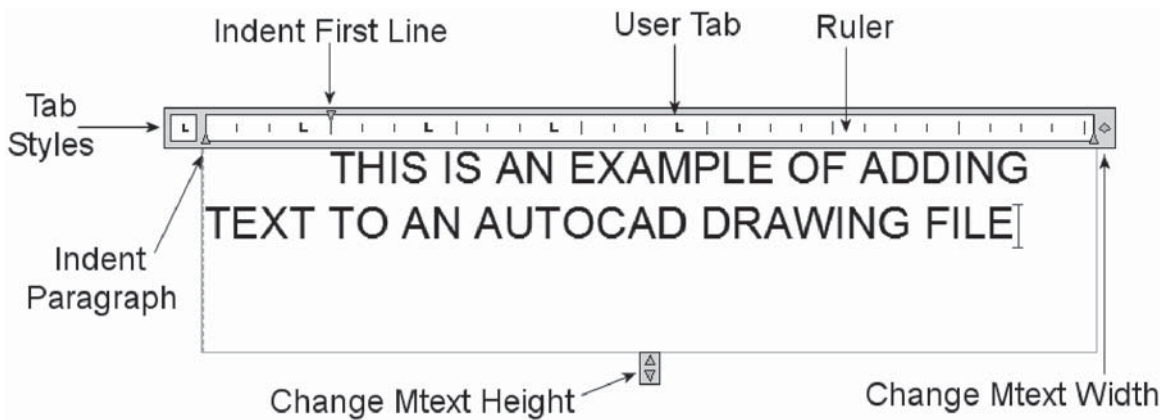 Indent First Line
User Tab
Ruler
Tab
Styles
THIS IS AN EXAMPLE OF ADDING
TEXT TO AN AUTOCAD DRAWING FILE
Indent
Paragraph
Change Mtext Height
Change Mtext Width